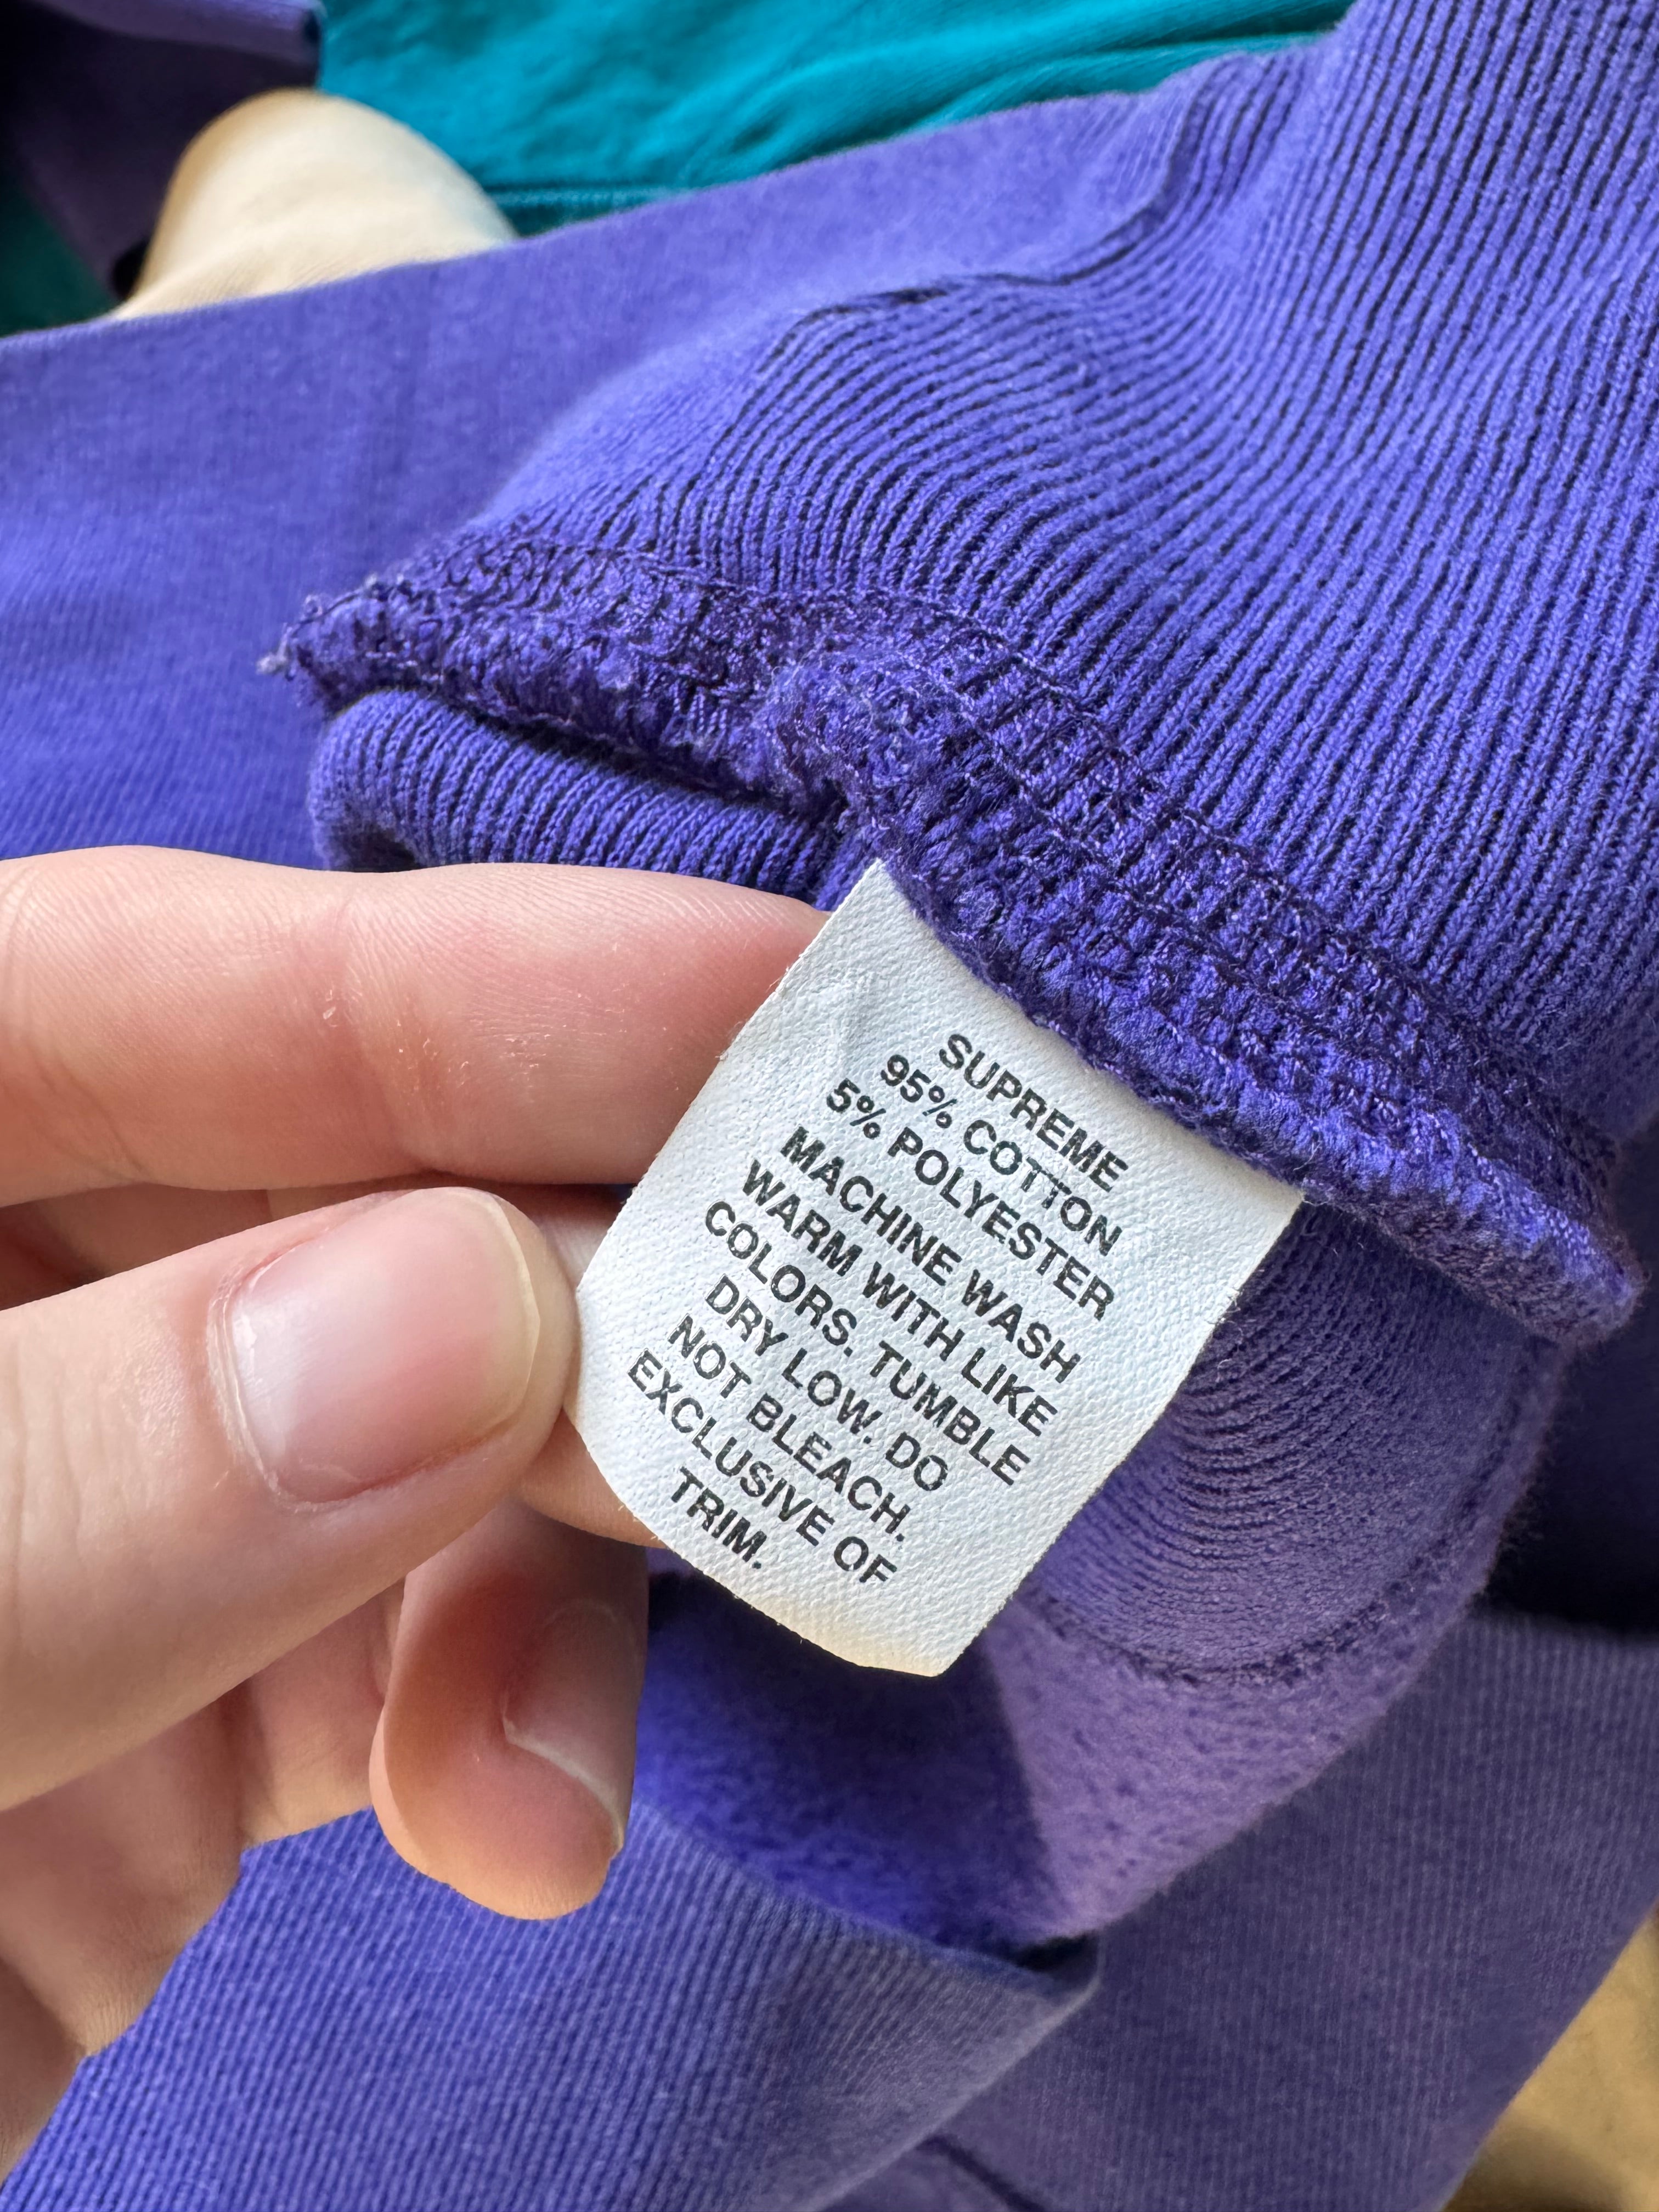 SUPREME
95% COTTON
5% POLYESTER
MACHINE WASH
WARM WITH LIKE
COLORS. TUMBLE
DRY LOW. DO
NOT BLEACH.
EXCLUSIVE OF
TRIM.